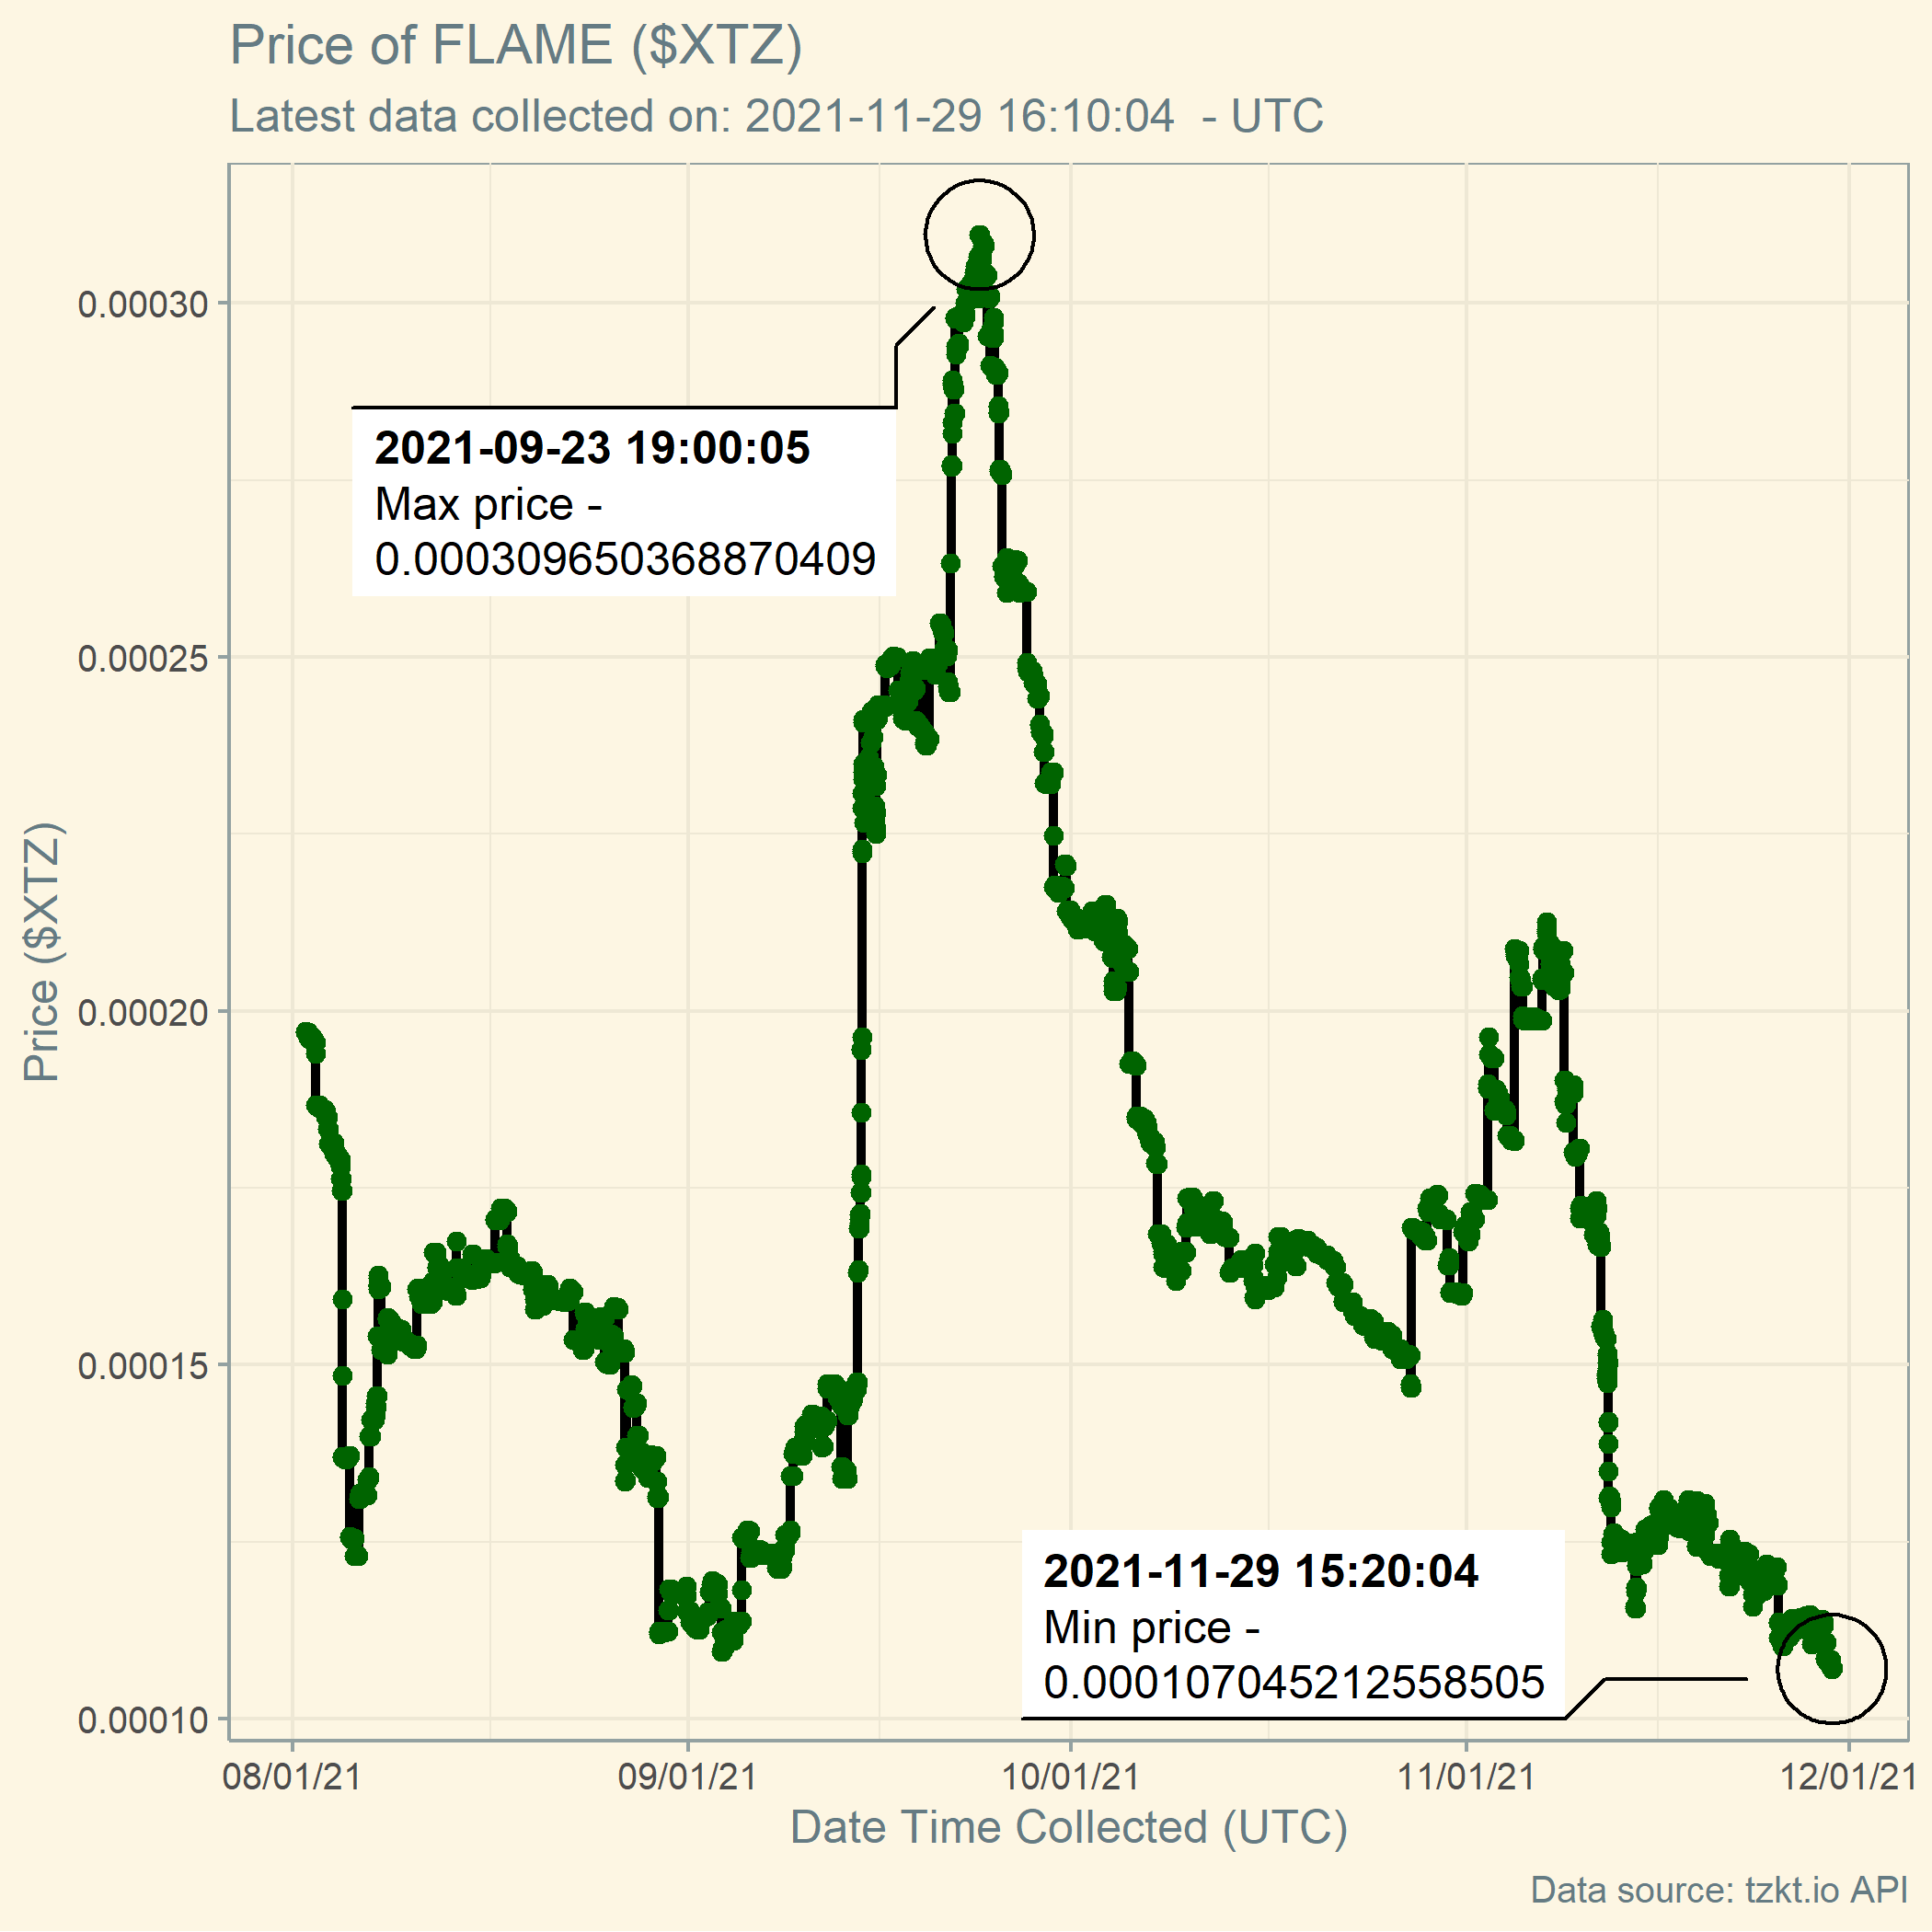 Price of FLAME ($XTZ)
Latest data collected on: 2021-11-29 16:10:04  - UTC
0.00030
0.00025
0.00020
0.00015
0.00010
Price ($XTZ)
2021-09-23 19:00:05
Max price -
0.000309650368870409
2021-11-29 15:20:04
Min price -
0.000107045212558505
08/01/21
09/01/21
10/01/21
11/01/21
12/01/21
Date Time Collected (UTC)
Data source: tzkt.io API